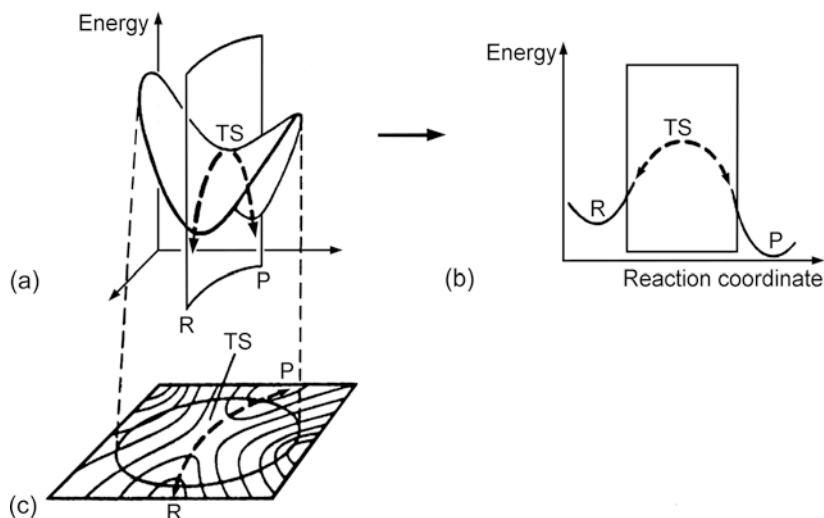 Energy
TS
P
R
(a)
Energy
TS
R
P
Reaction coordinate
(b)
TS
P
R
(c)